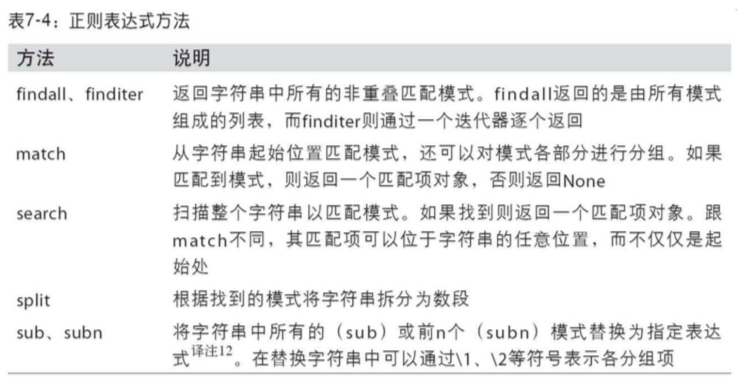 表7-4：正则表达式方法
方法 说明
findall、finditer 返回字符串中所有的非重叠匹配模式。findall返回的是由所有模式
组成的列表，而finditer则通过一个迭代器逐个返回
match 从字符串起始位置匹配模式，还可以对模式各部分进行分组。如果
匹配到模式，则返回一个匹配项对象，否则返回None
search 扫描整个字符串以匹配模式。如果找到则返回一个匹配项对象。跟
match不同，其匹配项可以位于字符串的任意位置，而不仅仅是起
始处
split 根据找到的模式将字符串拆分为数段
sub、subn 将字符串中所有的（sub）或前n个（subn）模式替换为指定表达
式译注12。在替换字符串中可以通过\1、\2等符号表示各分组项